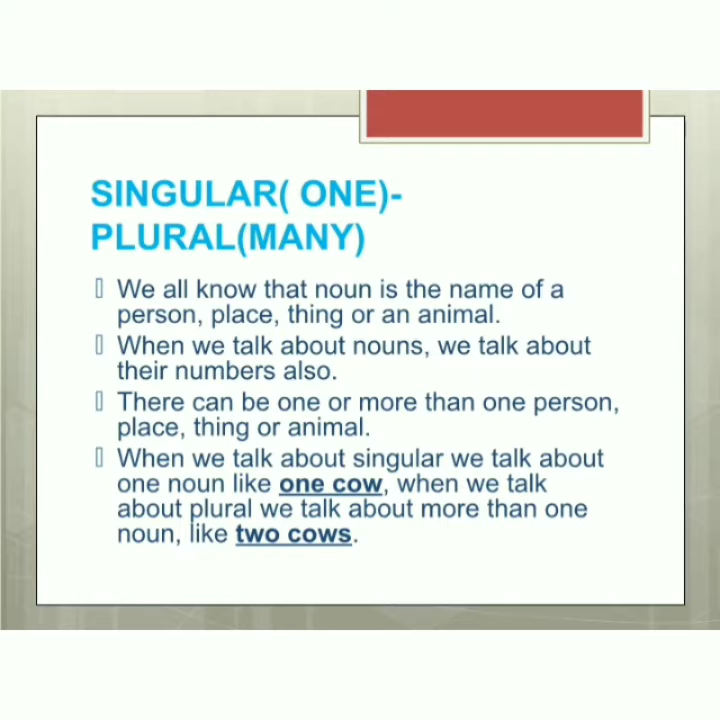 SINGULAR( ONE)-
PLURAL(MANY)
We all know that noun is the name of a
person, place, thing or an animal.
When we talk about nouns, we talk about
their numbers also.
There can be one or more than one person,
place, thing or animal.
When we talk about singular we talk about
one noun like one cow, when we talk
about plural we talk about more than one
noun, like two cows.